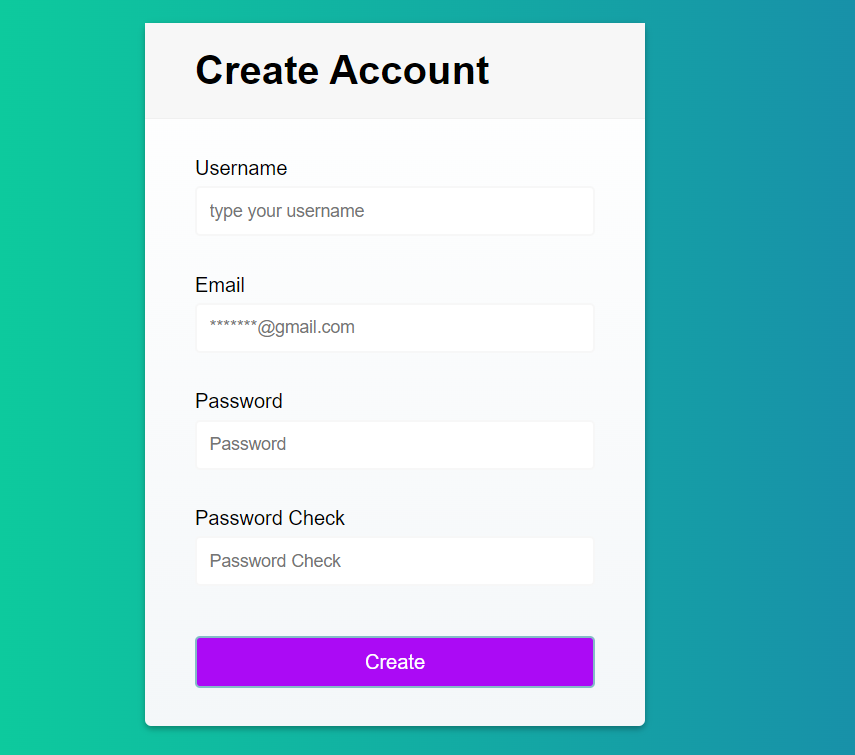 Create Account
Username
type your username
Email
*******@gmail.com
Password
Password
Password Check
Password Check
Create